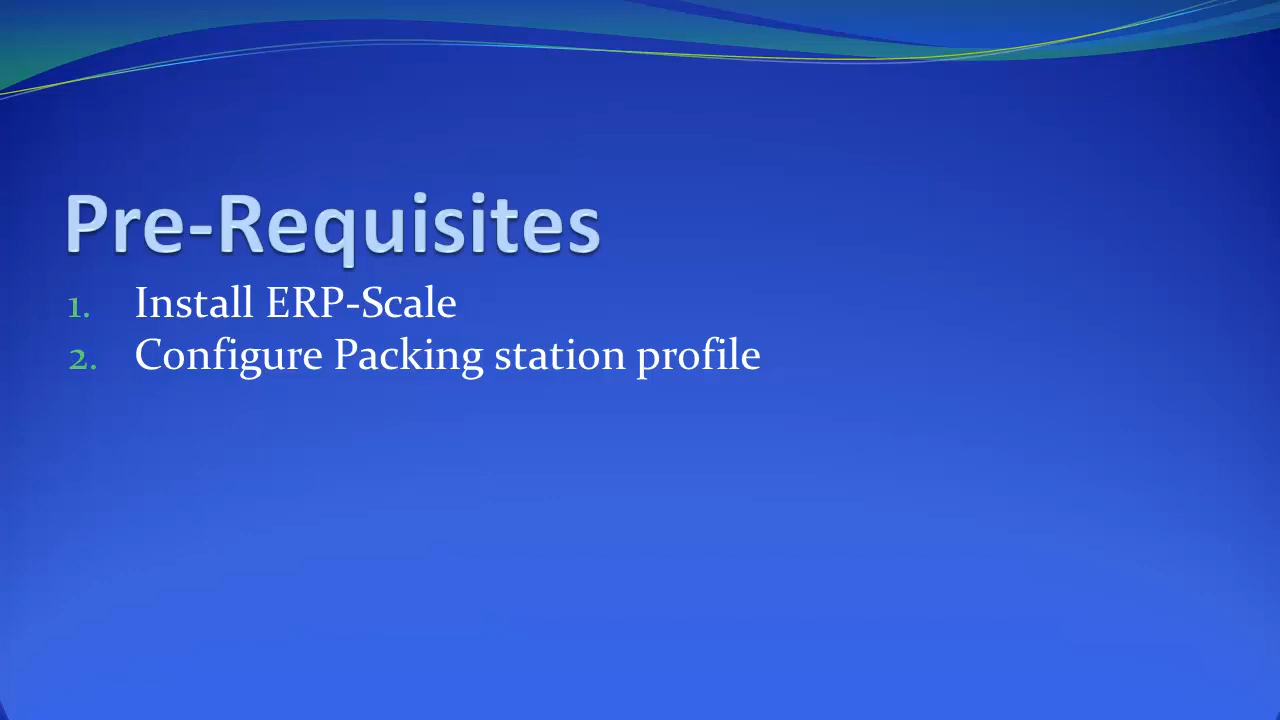 Pre-Requisites
1. Install ERP-Scale
2. Configure Packing station profile